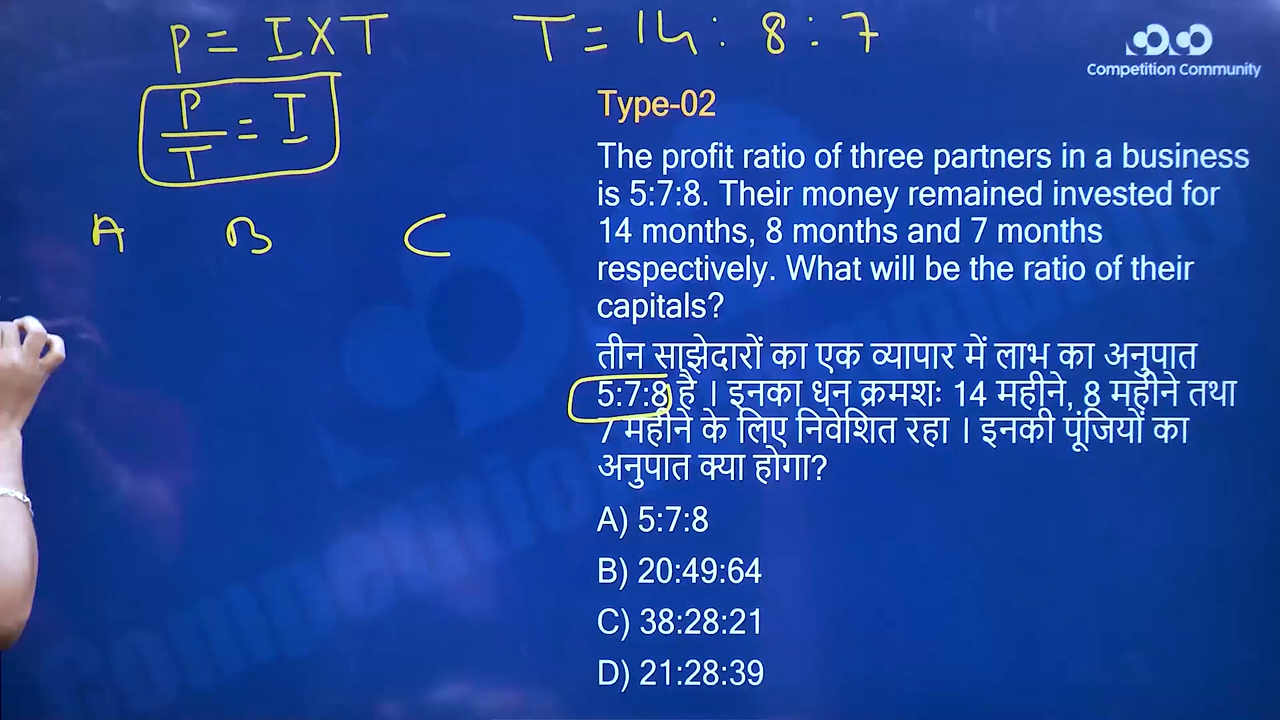 P = I X T
T = 14 : 8 : 7
Competition Community
P/T = I
A B C
Type-02
The profit ratio of three partners in a business
is 5:7:8. Their money remained invested for
14 months, 8 months and 7 months
respectively. What will be the ratio of their
capitals?
तीन साझेदारों का एक व्यापार में लाभ का अनुपात
5:7:8 है । इनका धन क्रमशः 14 महीने, 8 महीने तथा
7 महीने के लिए निवेशित रहा । इनकी पूंजियों का
अनुपात क्या होगा?
A) 5:7:8
B) 20:49:64
C) 38:28:21
D) 21:28:39